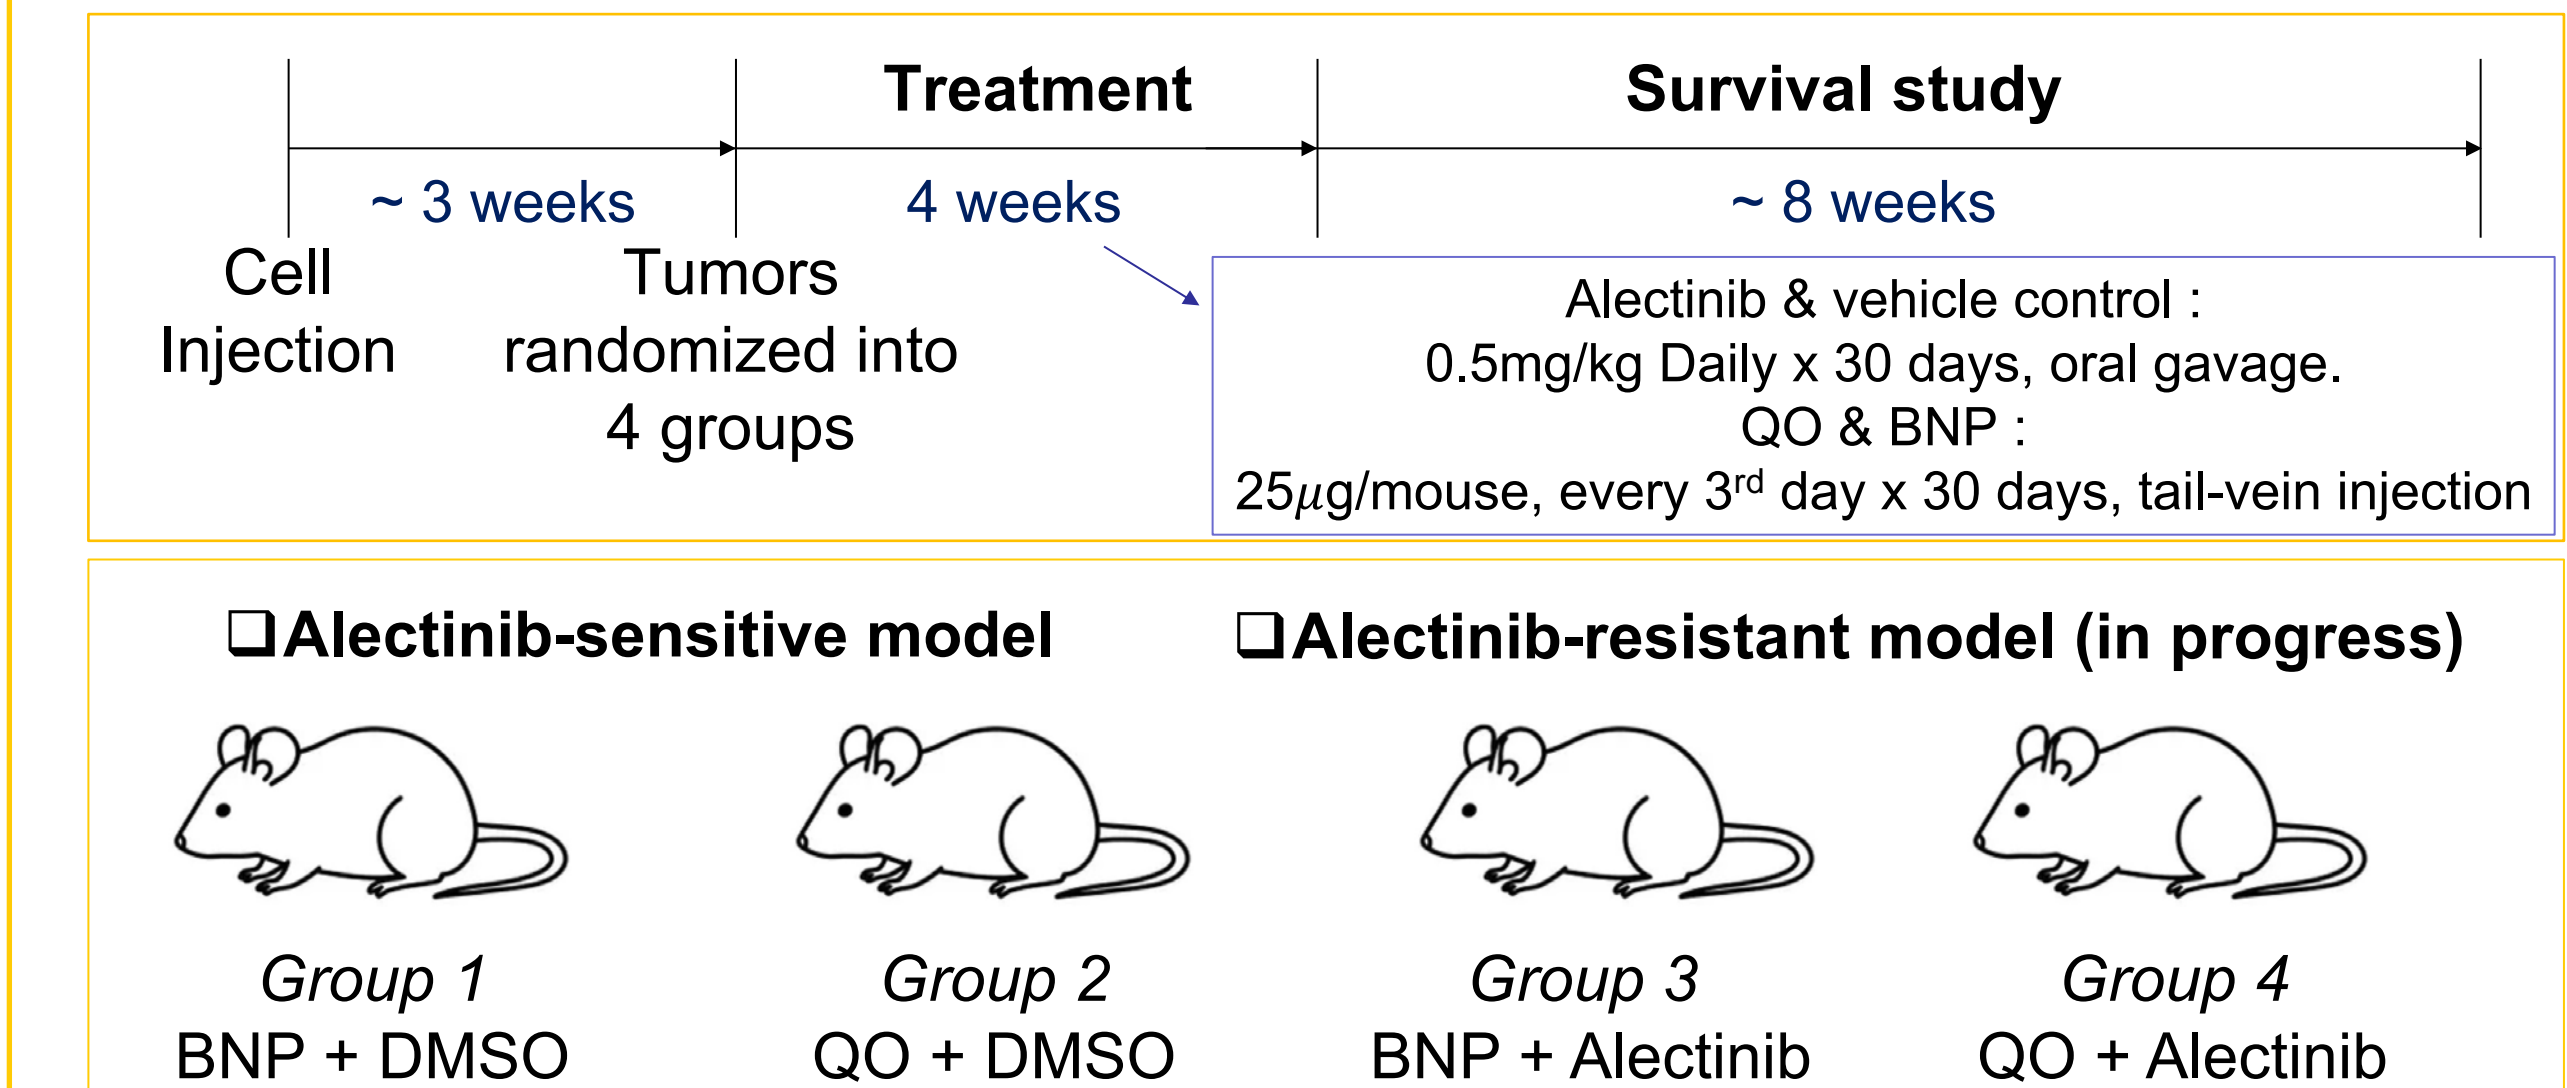 Treatment
Survival study
~ 3 weeks
4 weeks
~ 8 weeks
Cell
Injection
Tumors
randomized into
4 groups
Alectinib & vehicle control :
0.5mg/kg Daily x 30 days, oral gavage.
QO & BNP :
25𝜇g/mouse, every 3rd day x 30 days, tail-vein injection
❑Alectinib-sensitive model
❑Alectinib-resistant model (in progress)
Group 1
BNP + DMSO
Group 2
QO + DMSO
Group 3
BNP + Alectinib
Group 4
QO + Alectinib